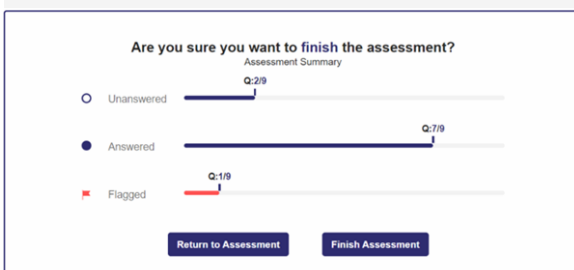 Are you sure you want to finish the assessment?
Assessment Summary
Q:2/9
Unanswered
Q:7/9
Answered
Q:1/9
Flagged
Return to Assessment Finish Assessment